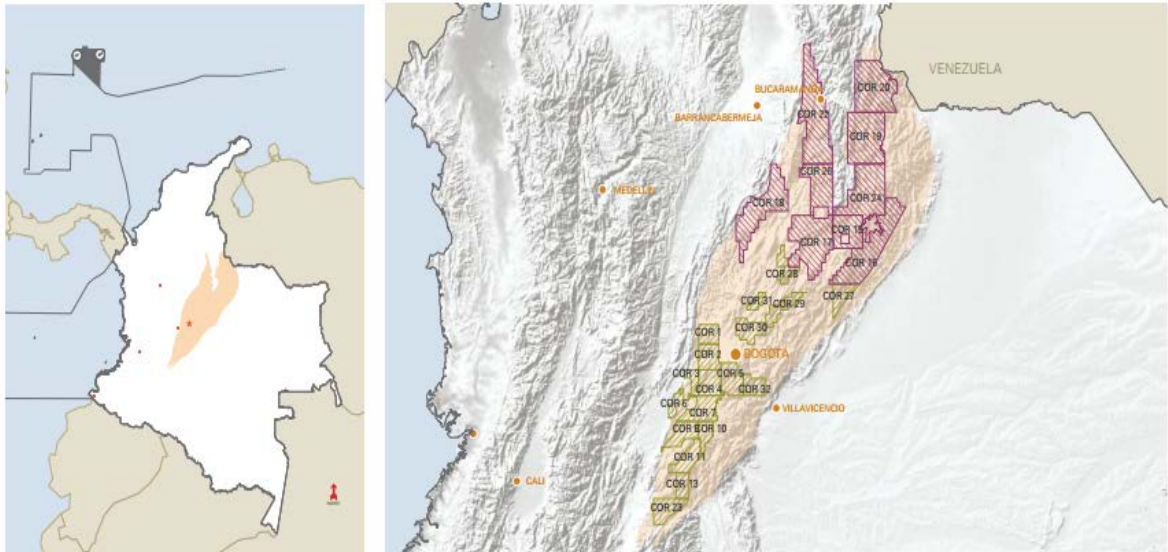 VENEZUELA
BUCARAMANGA
COR 20
BARRANCABERMEJA
COR 22
COR 19
MEDELLIN
COR 26
COR 18
COR 24
COR 15
COR 17
COR 16
COR 28
COR 27
COR 31
COR 29
COR 30
COR 1
COR 2
BOGOTÁ
COR 3
COR 5
COR 4
COR 32
COR 6
COR 7
VILLAVICENCIO
COR 10
COR 11
CALI
COR 13
COR 23